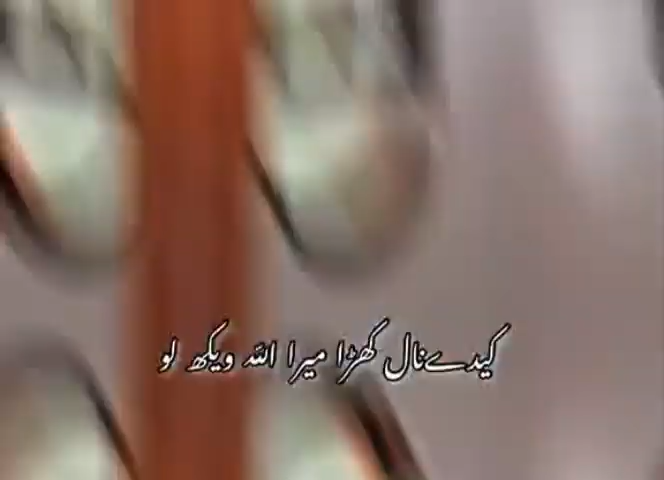 کیدے نال کھڑا میرا اللہ ویکھ لو